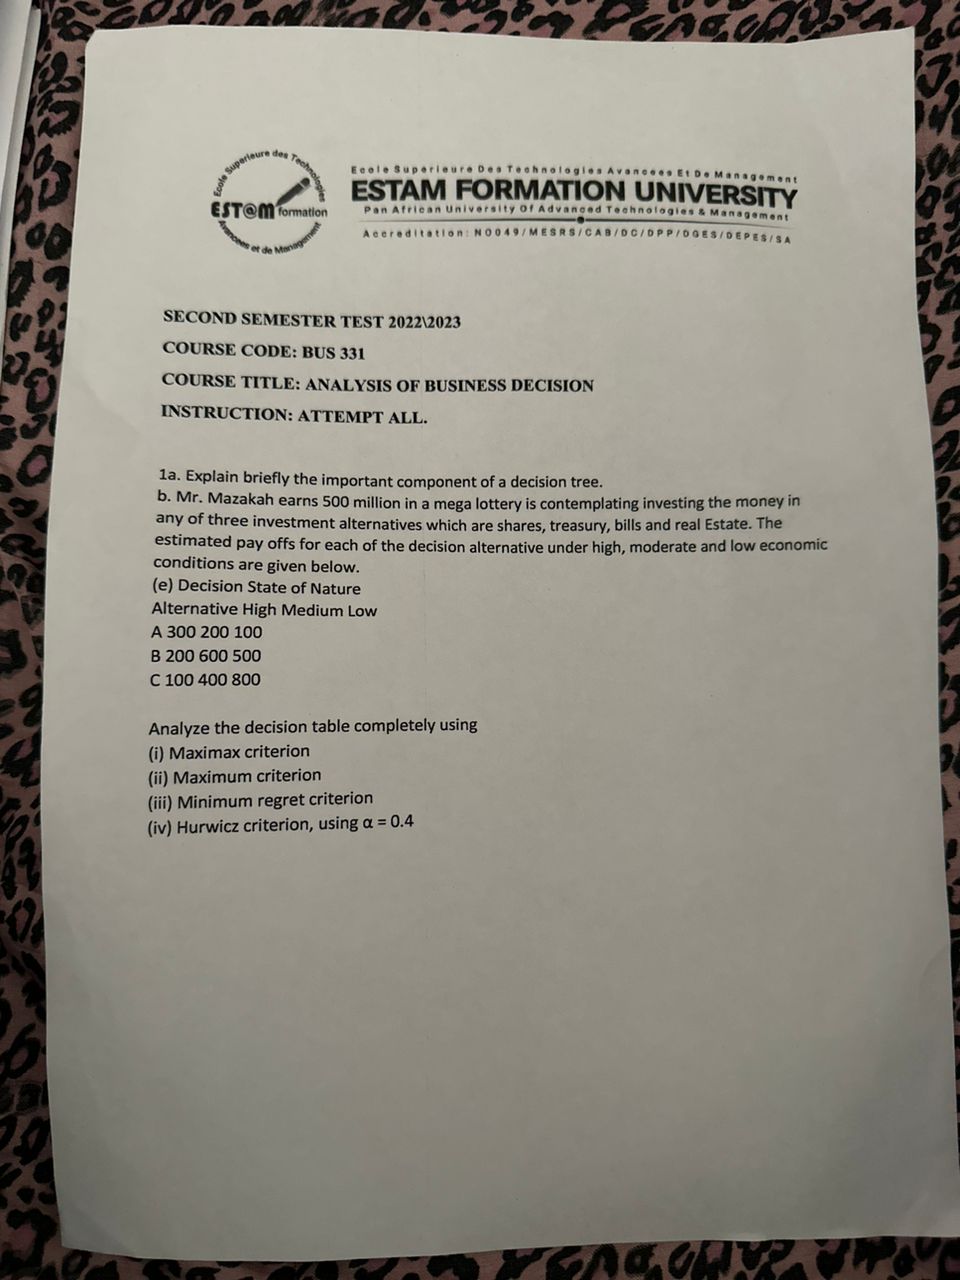 Ecole Superieure des Technologies
EST@M formation
Avancees et de Management
Ecole Superieure Des Technologies Avancees Et De Management
ESTAM FORMATION UNIVERSITY
Pan African University Of Advanced Technologies & Management
Accreditation: N0049/MESRS/CAB/DC/DPP/DGES/DEPES/SA
SECOND SEMESTER TEST 2022\2023
COURSE CODE: BUS 331
COURSE TITLE: ANALYSIS OF BUSINESS DECISION
INSTRUCTION: ATTEMPT ALL.
1a. Explain briefly the important component of a decision tree.
b. Mr. Mazakah earns 500 million in a mega lottery is contemplating investing the money in
any of three investment alternatives which are shares, treasury, bills and real Estate. The
estimated pay offs for each of the decision alternative under high, moderate and low economic
conditions are given below.
(e) Decision State of Nature
Alternative High Medium Low
A 300 200 100
B 200 600 500
C 100 400 800
Analyze the decision table completely using
(i) Maximax criterion
(ii) Maximum criterion
(iii) Minimum regret criterion
(iv) Hurwicz criterion, using α = 0.4